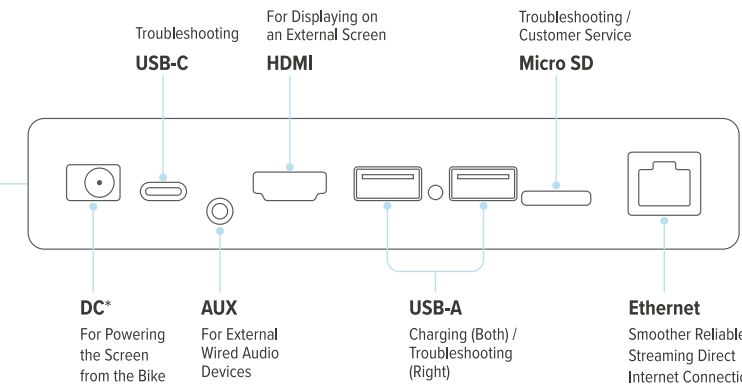 Troubleshooting
USB-C
For Displaying on
an External Screen
HDMI
Troubleshooting /
Customer Service
Micro SD
DC*
For Powering
the Screen
from the Bike
AUX
For External
Wired Audio
Devices
USB-A
Charging (Both) /
Troubleshooting
(Right)
Ethernet
Smoother Reliable
Streaming Direct
Internet